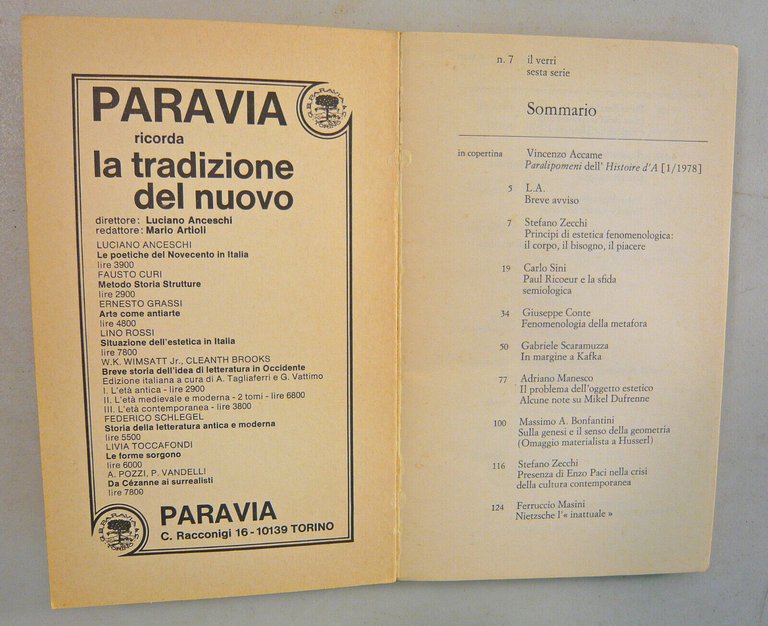 PARAVIA
ricorda
la tradizione
del nuovo
direttore: Luciano Anceschi
redattore: Mario Artioli
LUCIANO ANCESCHI
Le poetiche del Novecento in Italia
lire 3900
FAUSTO CURI
Metodo Storia Strutture
lire 2900
ERNESTO GRASSI
Arte come antiarte
lire 4800
LINO ROSSI
Situazione dell'estetica in Italia
lire 7800
W.K. WIMSATT Jr., CLEANTH BROOKS
Breve storia dell'idea di letteratura in Occidente
Edizione italiana a cura di A. Tagliaferri e G. Vattimo
I. L'età antica - lire 2900
II. L'età medievale e moderna - 2 tomi - lire 6800
III. L'età contemporanea - lire 3800
FEDERICO SCHLEGEL
Storia della letteratura antica e moderna
lire 5500
LIVIA TOCCAFONDI
Le forme sorgono
lire 6000
A. POZZI, P. VANDELLI
Da Cézanne ai surrealisti
lire 7800
PARAVIA
C. Racconigi 16 - 10139 TORINO
n. 7 il verri
sesta serie
Sommario
in copertina Vincenzo Accame
Paralipomeni dell' Histoire d'A [1/1978]
5 L.A.
Breve avviso
7 Stefano Zecchi
Principi di estetica fenomenologica:
il corpo, il bisogno, il piacere
19 Carlo Sini
Paul Ricoeur e la sfida
semiologica
34 Giuseppe Conte
Fenomenologia della metafora
50 Gabriele Scaramuzza
In margine a Kafka
77 Adriano Manesco
Il problema dell'oggetto estetico
Alcune note su Mikel Dufrenne
100 Massimo A. Bonfantini
Sulla genesi e il senso della geometria
(Omaggio materialista a Husserl)
116 Stefano Zecchi
Presenza di Enzo Paci nella crisi
della cultura contemporanea
124 Ferruccio Masini
Nietzsche l'« inattuale »